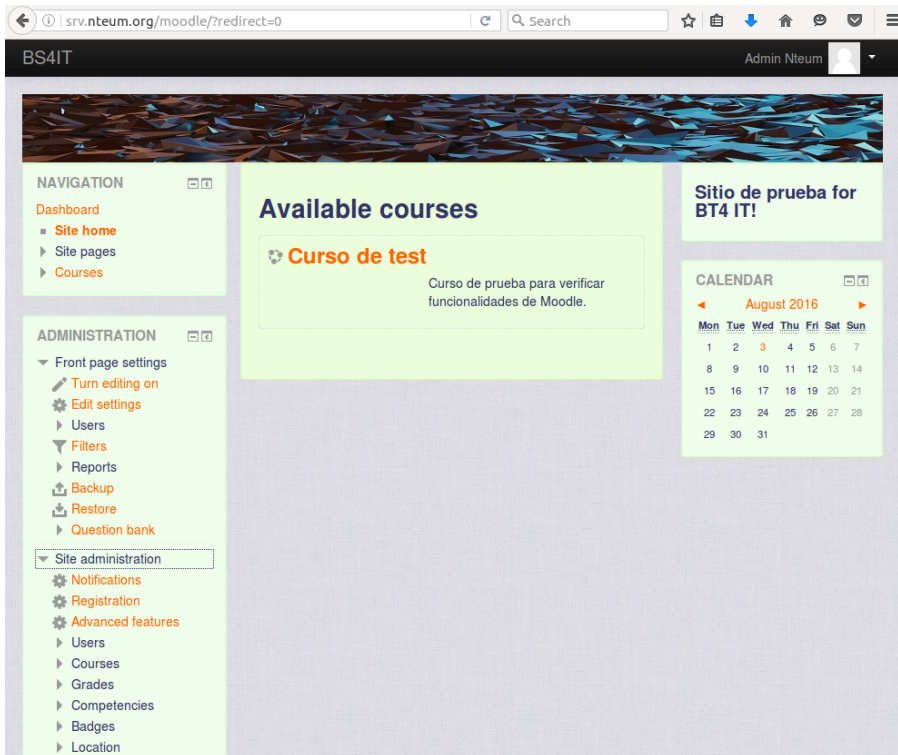 srv.nteum.org/moodle/?redirect=0
Search
BS4IT
Admin Nteum
NAVIGATION
Dashboard
Site home
Site pages
Courses
ADMINISTRATION
Front page settings
Turn editing on
Edit settings
Users
Filters
Reports
Backup
Restore
Question bank
Site administration
Notifications
Registration
Advanced features
Users
Courses
Grades
Competencies
Badges
Location
Available courses
Curso de test
Curso de prueba para verificar
funcionalidades de Moodle.
Sitio de prueba for
BT4 IT!
CALENDAR
August 2016
Mon Tue Wed Thu Fri Sat Sun
1 2 3 4 5 6 7
8 9 10 11 12 13 14
15 16 17 18 19 20 21
22 23 24 25 26 27 28
29 30 31